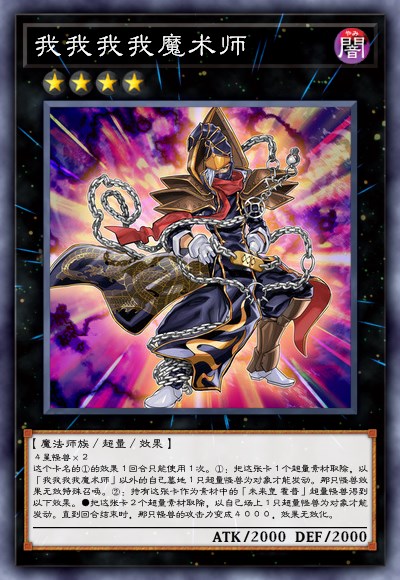 我我我我魔术师
やみ
闇
【魔法师族／超量／效果】
4星怪兽×2
这个卡名的①的效果1回合只能使用1次。①：把这张卡1个超量素材取除，以
「我我我我魔术师」以外的自己墓地1只超量怪兽为对象才能发动。那只怪兽效
果无效特殊召唤。②：持有这张卡作为素材中的「未来皇 霍普」超量怪兽得到
以下效果。●把这张卡2个超量素材取除，以自己场上1只超量怪兽为对象才能
发动。直到回合结束时，那只怪兽的攻击力变成4000，效果无效化。
ATK/2000 DEF/2000